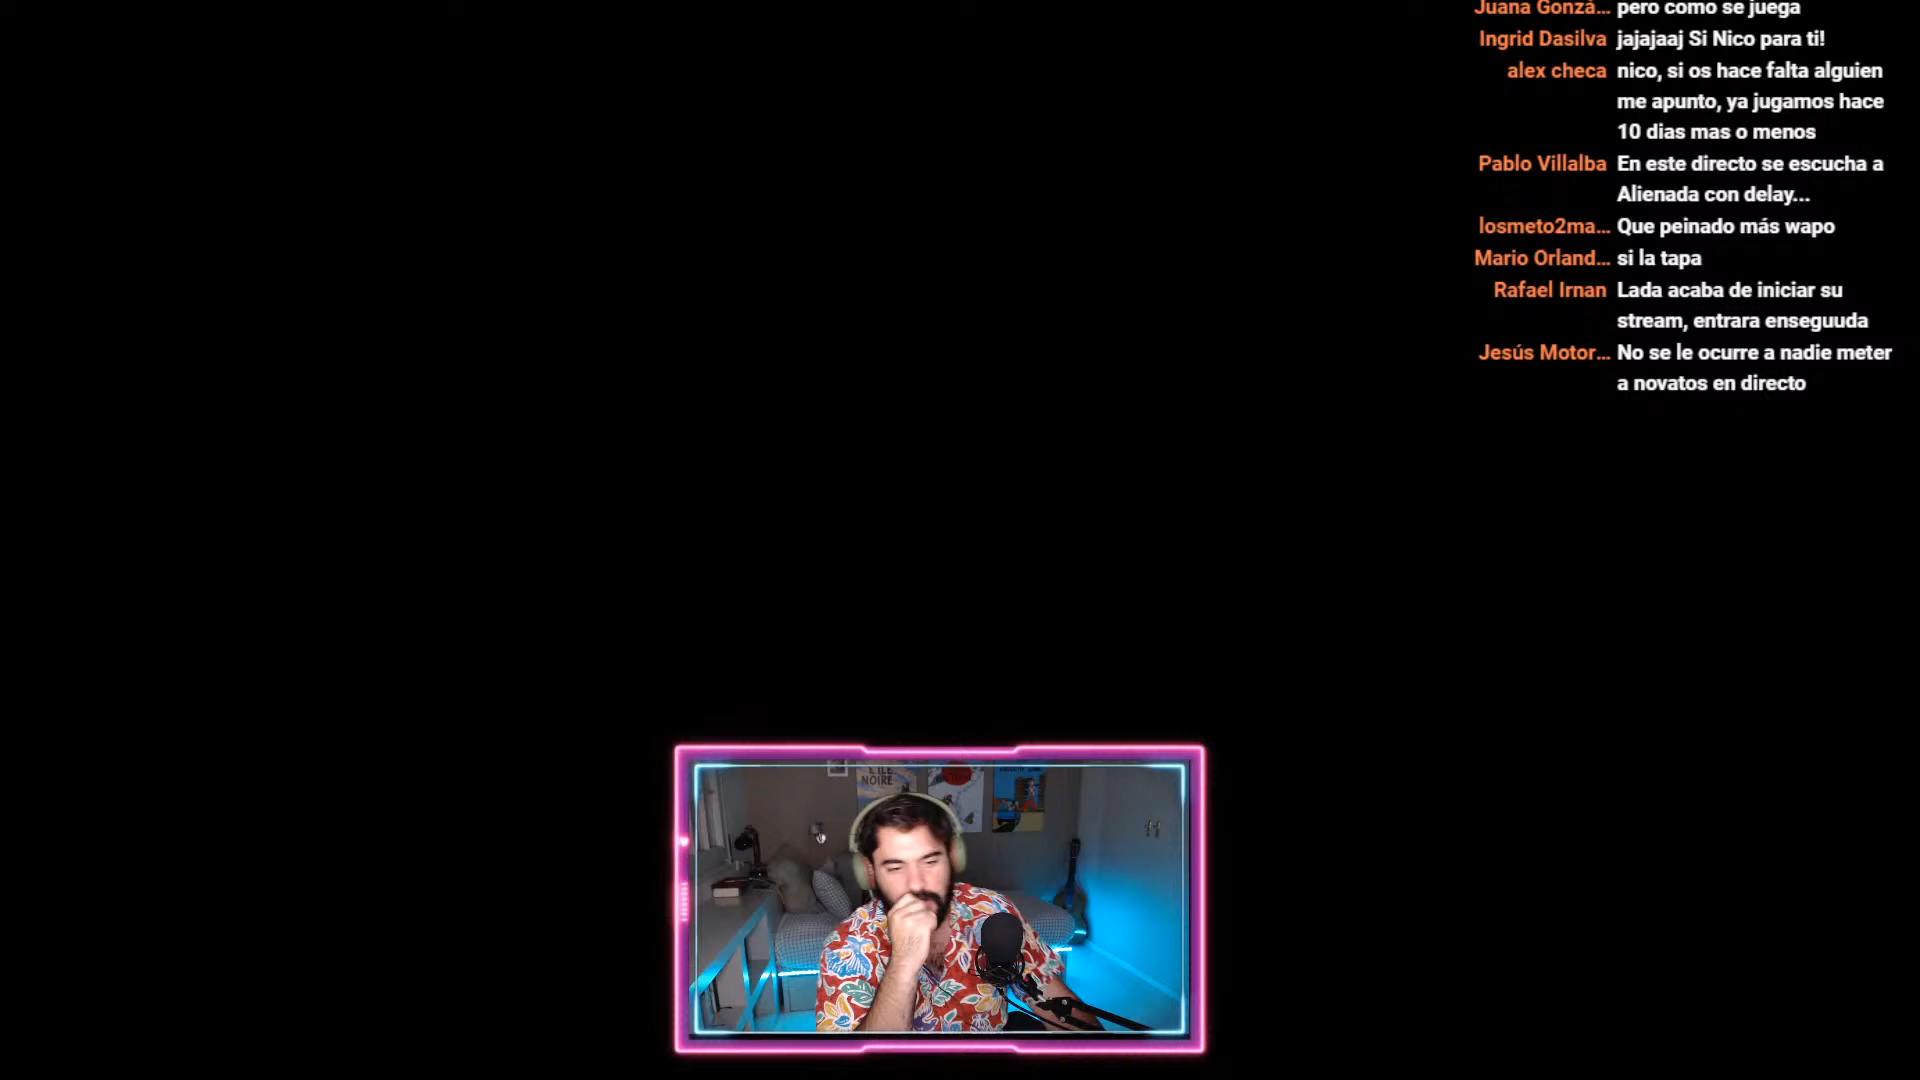 Juana Gonzá... pero como se juega
Ingrid Dasilva jajajaaj Si Nico para ti!
alex checa nico, si os hace falta alguien
me apunto, ya jugamos hace
10 dias mas o menos
Pablo Villalba En este directo se escucha a
Alienada con delay...
losmeto2ma... Que peinado más wapo
Mario Orland... si la tapa
Rafael Irnan Lada acaba de iniciar su
stream, entrara enseguuda
Jesús Motor... No se le ocurre a nadie meter
a novatos en directo
L'ÎLE
NOIRE